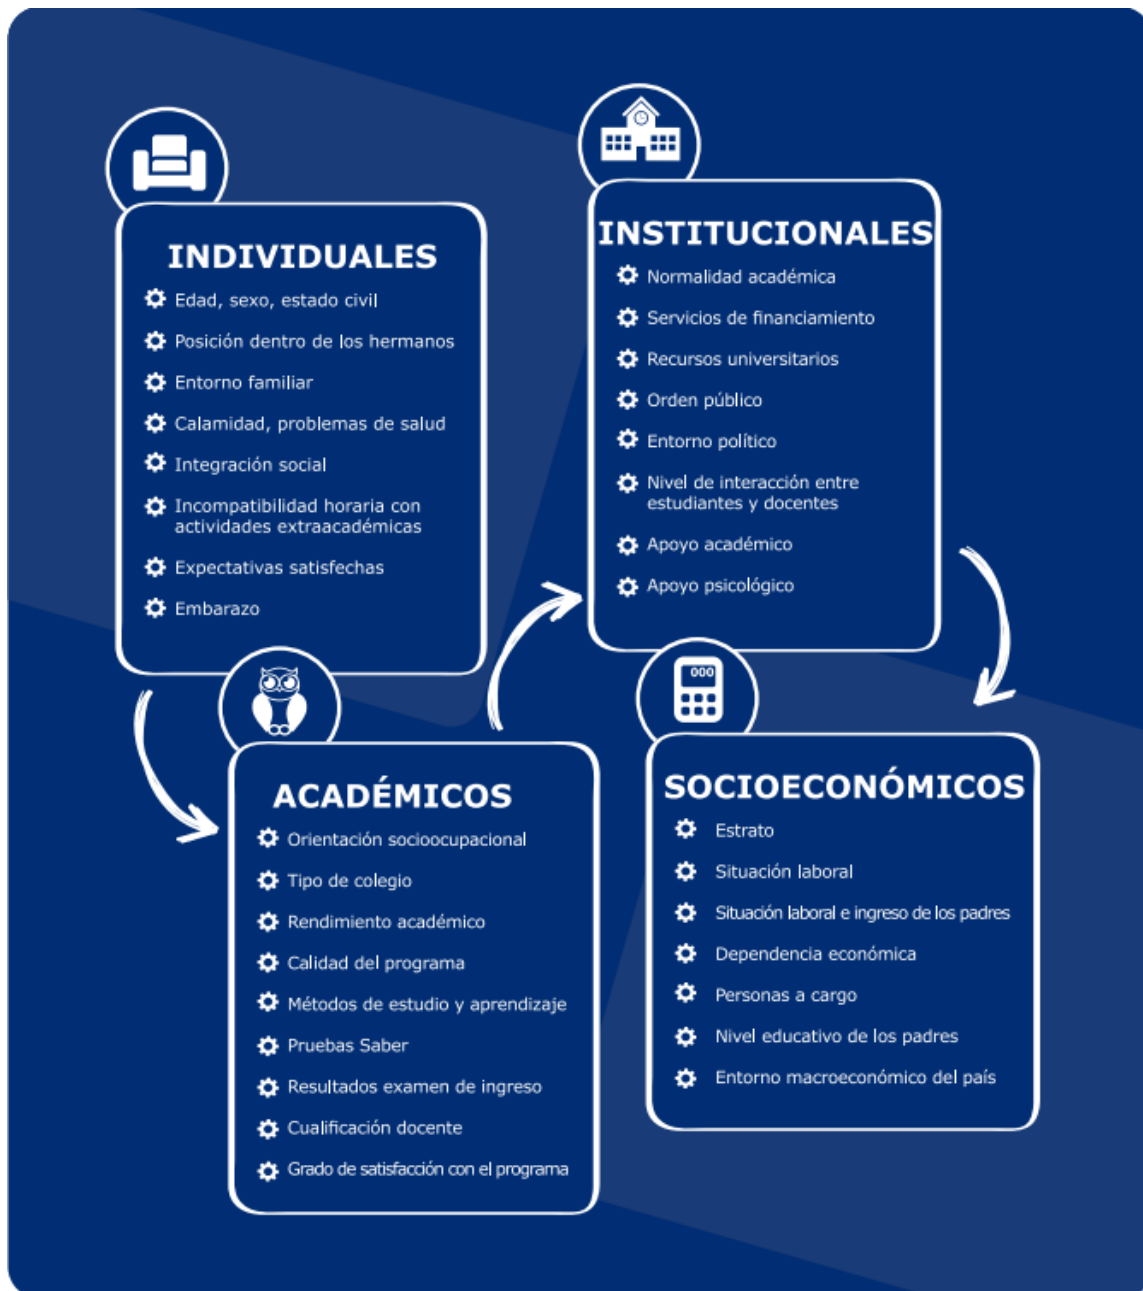 INDIVIDUALES
Edad, sexo, estado civil
Posición dentro de los hermanos
Entorno familiar
Calamidad, problemas de salud
Integración social
Incompatibilidad horaria con
actividades extraacadémicas
Expectativas satisfechas
Embarazo
ACADÉMICOS
Orientación socioocupacional
Tipo de colegio
Rendimiento académico
Calidad del programa
Métodos de estudio y aprendizaje
Pruebas Saber
Resultados examen de ingreso
Cualificación docente
Grado de satisfacción con el programa
INSTITUCIONALES
Normalidad académica
Servicios de financiamiento
Recursos universitarios
Orden público
Entorno político
Nivel de interacción entre
estudiantes y docentes
Apoyo académico
Apoyo psicológico
000
SOCIOECONÓMICOS
Estrato
Situación laboral
Situación laboral e ingreso de los padres
Dependencia económica
Personas a cargo
Nivel educativo de los padres
Entorno macroeconómico del país